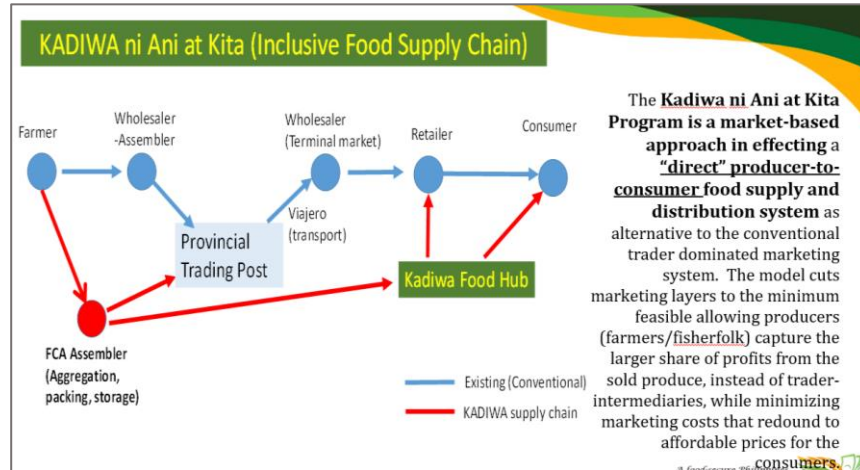 KADIWA ni Ani at Kita (Inclusive Food Supply Chain)
Farmer
Wholesaler
-Assembler
Wholesaler
(Terminal market)
Retailer
Consumer
Provincial
Trading Post
Viajero
(transport)
Kadiwa Food Hub
FCA Assembler
(Aggregation,
packing, storage)
Existing (Conventional)
KADIWA supply chain
The Kadiwa ni Ani at Kita
Program is a market-based
approach in effecting a
“direct” producer-to-
consumer food supply and
distribution system as
alternative to the conventional
trader dominated marketing
system. The model cuts
marketing layers to the minimum
feasible allowing producers
(farmers/fisherfolk) capture the
larger share of profits from the
sold produce, instead of trader-
intermediaries, while minimizing
marketing costs that redound to
affordable prices for the
consumers.